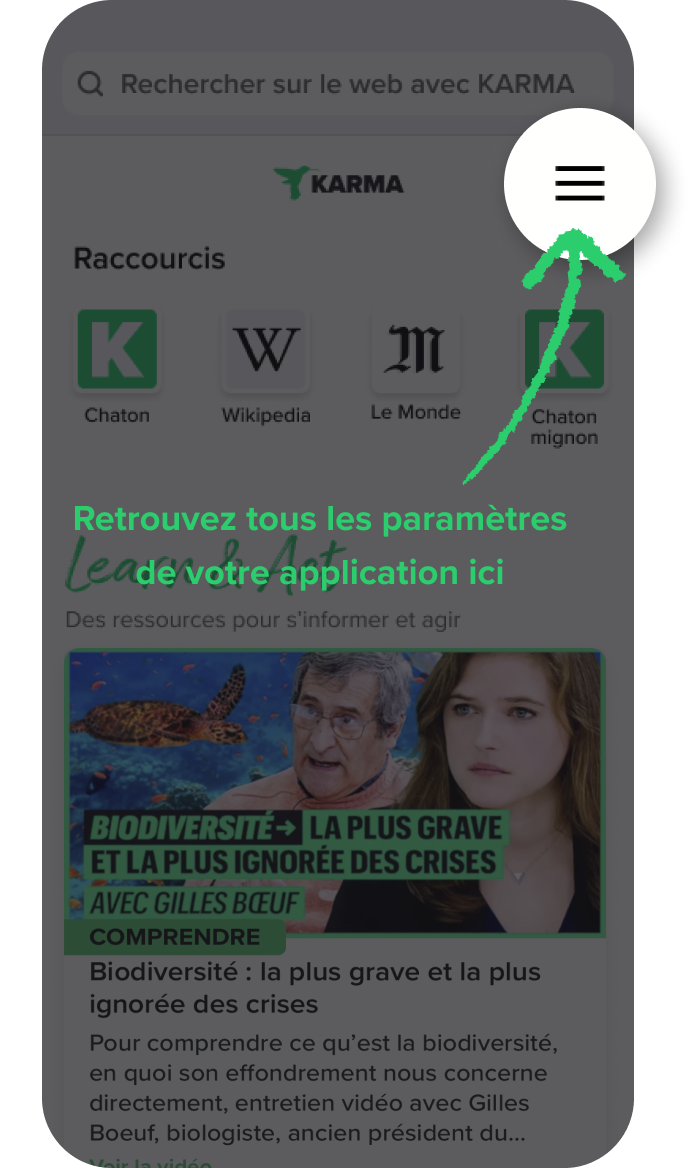 Rechercher sur le web avec KARMA
KARMA
Raccourcis
K
W
M
K
Chaton
Wikipedia
Le Monde
Chaton
mignon
Retrouvez tous les paramètres
Learn & Act
de votre application ici
Des ressources pour s'informer et agir
BIODIVERSITÉ→ LA PLUS GRAVE
ET LA PLUS IGNORÉE DES CRISES
AVEC GILLES BŒUF
COMPRENDRE
Biodiversité : la plus grave et la plus
ignorée des crises
Pour comprendre ce qu’est la biodiversité,
en quoi son effondrement nous concerne
directement, entretien vidéo avec Gilles
Boeuf, biologiste, ancien président du...
Voir la vidéo